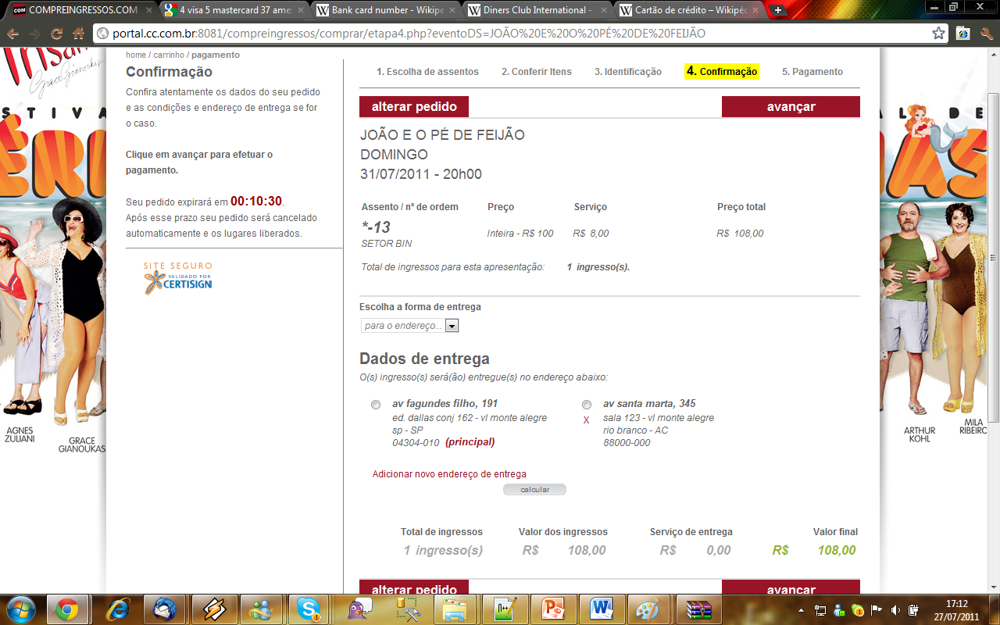 COMPREINGRESSOS.COM
4 visa 5 mastercard 37 ame
Bank card number - Wikipe
Diners Club International -
Cartão de crédito – Wikipéd
portal.cc.com.br:8081/compreingressos/comprar/etapa4.php?eventoDS=JOÃO%20E%20O%20PÉ%20DE%20FEIJÃO
home / carrinho / pagamento
Confirmação
Confira atentamente os dados do seu pedido
e as condições e endereço de entrega se for
o caso.
Clique em avançar para efetuar o
pagamento.
Seu pedido expirará em 00:10:30.
Após esse prazo seu pedido será cancelado
automaticamente e os lugares liberados.
SITE SEGURO
VALIDADO POR
CERTISIGN
1. Escolha de assentos 2. Conferir Itens 3. Identificação 4. Confirmação 5. Pagamento
alterar pedido avançar
JOÃO E O PÉ DE FEIJÃO
DOMINGO
31/07/2011 - 20h00
Assento / nº de ordem Preço Serviço Preço total
*-13
SETOR BIN
Inteira - R$ 100 R$ 8,00 R$ 108,00
Total de ingressos para esta apresentação: 1 ingresso(s).
Escolha a forma de entrega
para o endereço...
Dados de entrega
O(s) ingresso(s) será(ão) entregue(s) no endereço abaixo:
av fagundes filho, 191
ed. dallas conj 162 - vl monte alegre
sp - SP
04304-010 (principal)
av santa marta, 345
X
sala 123 - vl monte alegre
rio branco - AC
88000-000
Adicionar novo endereço de entrega
calcular
Total de ingressos Valor dos ingressos Serviço de entrega Valor final
1 ingresso(s) R$ 108,00 R$ 0,00 R$ 108,00
alterar pedido avançar
AGNES
ZULIANI
GRACE
GIANOUKAS
ARTHUR
KOHL
MILA
RIBEIRO
17:12
27/07/2011